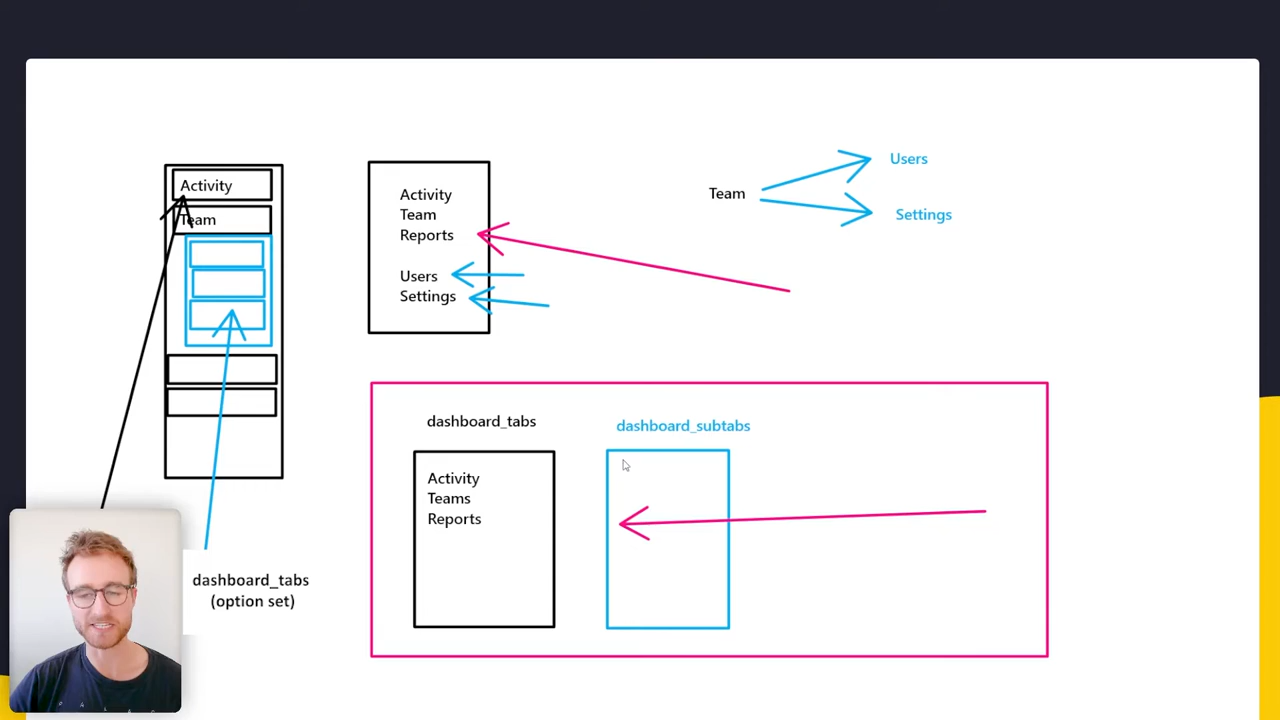 Activity
Team
Activity
Team
Reports
Users
Settings
Team
Users
Settings
dashboard_tabs
Activity
Teams
Reports
dashboard_subtabs
dashboard_tabs
(option set)